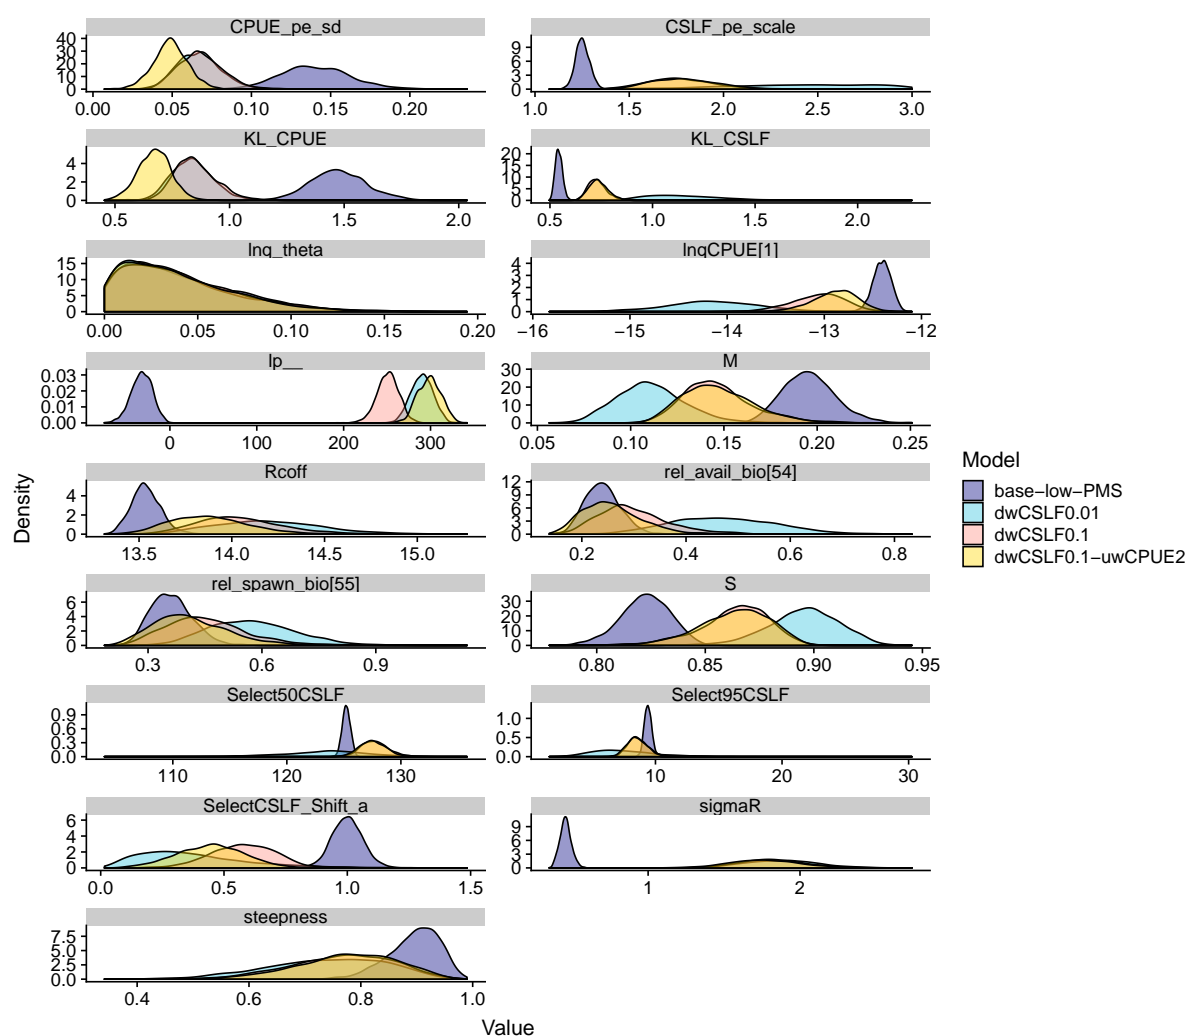 CPUE_pe_sd
40
30
20
10
0
0.00 0.05 0.10 0.15 0.20
CSLF_pe_scale
9
6
3
0
1.0 1.5 2.0 2.5 3.0
KL_CPUE
4
2
0
0.5 1.0 1.5 2.0
KL_CSLF
20
15
10
5
0
0.5 1.0 1.5 2.0
lnq_theta
15
10
5
0
0.00 0.05 0.10 0.15 0.20
lnqCPUE[1]
4
3
2
1
0
−16 −15 −14 −13 −12
lp__
0.03
0.02
0.01
0.00
0 100 200 300
M
30
20
10
0
0.05 0.10 0.15 0.20 0.25
Rcoff
4
2
0
13.5 14.0 14.5 15.0
rel_avail_bio[54]
12
9
6
3
0
0.2 0.4 0.6 0.8
rel_spawn_bio[55]
6
4
2
0
0.3 0.6 0.9
S
30
20
10
0
0.80 0.85 0.90 0.95
Select50CSLF
0.9
0.6
0.3
0.0
110 120 130
Select95CSLF
1.0
0.5
0.0
10 20 30
SelectCSLF_Shift_a
6
4
2
0
0.0 0.5 1.0 1.5
sigmaR
9
6
3
0
1 2
steepness
7.5
5.0
2.5
0.0
0.4 0.6 0.8 1.0
Density
Value
Model
base−low−PMS
dwCSLF0.01
dwCSLF0.1
dwCSLF0.1−uwCPUE2